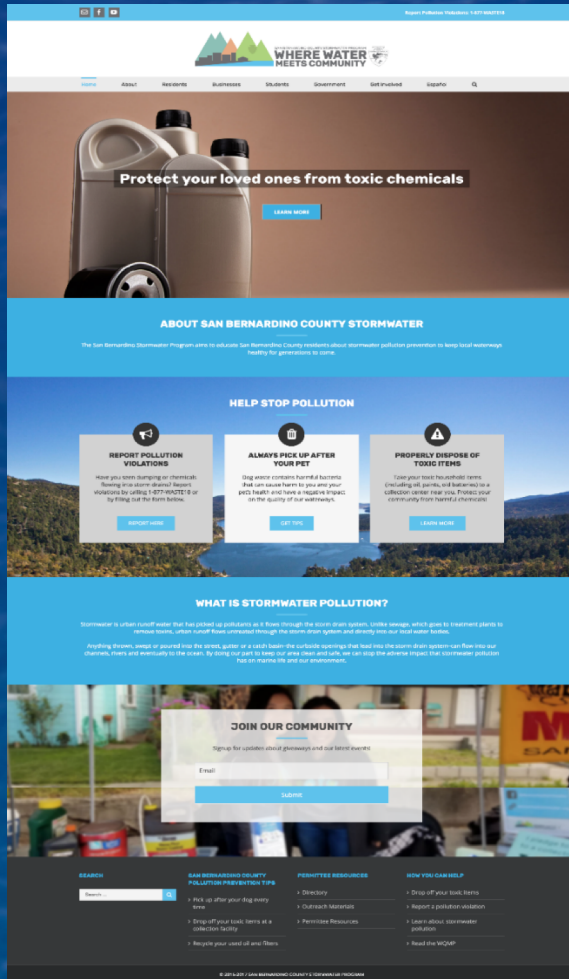 Report Pollution Violations: 1-877-WASTE18
WHERE WATER
MEETS COMMUNITY
Home About Residents Businesses Students Government Get Involved Español
Protect your loved ones from toxic chemicals
LEARN MORE
ABOUT SAN BERNARDINO COUNTY STORMWATER
The San Bernardino Stormwater Program aims to educate San Bernardino County residents about stormwater pollution prevention to keep local waterways
healthy for generations to come.
HELP STOP POLLUTION
REPORT POLLUTION
VIOLATIONS
Have you seen dumping or chemicals
flowing into storm drains? Report
violations by calling 1-877-WASTE18 or
by filling out the form below.
REPORT HERE
ALWAYS PICK UP AFTER
YOUR PET
Dog waste contains harmful bacteria
that can cause harm to you and your
pet's health and have a negative impact
on the quality of our waterways.
GET TIPS
PROPERLY DISPOSE OF
TOXIC ITEMS
Take your toxic household items
(including oil, paints, old batteries) to a
collection center near you. Protect your
community from harmful chemicals!
LEARN MORE
WHAT IS STORMWATER POLLUTION?
Stormwater is urban runoff water that has picked up pollutants as it flows through the storm drain system. Unlike sewage, which goes to treatment plants to
remove toxins, urban runoff flows untreated through the storm drain system and directly into our local water bodies.
Anything thrown, swept or poured into the street, gutter or a catch basin–the curbside openings that lead into the storm drain system–can flow into our
channels, rivers and eventually to the ocean. By doing our part to keep our area clean and safe, we can stop the adverse impact that stormwater pollution
has on marine life and our environment.
JOIN OUR COMMUNITY
Signup for updates about giveaways and our latest events!
Email
Submit
SEARCH
Search ...
SAN BERNARDINO COUNTY
POLLUTION PREVENTION TIPS
› Pick up after your dog every
time
› Drop off your toxic items at a
collection facility
› Recycle your used oil and filters
PERMITTEE RESOURCES
› Directory
› Outreach Materials
› Permittee Resources
HOW YOU CAN HELP
› Drop off your toxic items
› Report a pollution violation
› Learn about stormwater
pollution
› Read the WQMP
© 2016-2017 SAN BERNARDINO COUNTY STORMWATER PROGRAM